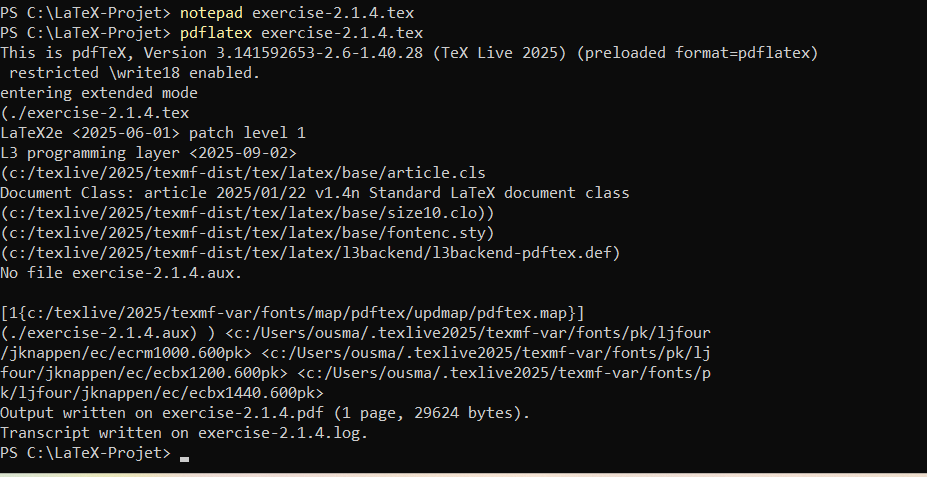 PS C:\LaTeX-Projet> notepad exercise-2.1.4.tex
PS C:\LaTeX-Projet> pdflatex exercise-2.1.4.tex
This is pdfTeX, Version 3.141592653-2.6-1.40.28 (TeX Live 2025) (preloaded format=pdflatex)
 restricted \write18 enabled.
entering extended mode
(./exercise-2.1.4.tex
LaTeX2e <2025-06-01> patch level 1
L3 programming layer <2025-09-02>
(c:/texlive/2025/texmf-dist/tex/latex/base/article.cls
Document Class: article 2025/01/22 v1.4n Standard LaTeX document class
(c:/texlive/2025/texmf-dist/tex/latex/base/size10.clo))
(c:/texlive/2025/texmf-dist/tex/latex/base/fontenc.sty)
(c:/texlive/2025/texmf-dist/tex/latex/l3backend/l3backend-pdftex.def)
No file exercise-2.1.4.aux.

[1{c:/texlive/2025/texmf-var/fonts/map/pdftex/updmap/pdftex.map}]
(./exercise-2.1.4.aux) ) <c:/Users/ousma/.texlive2025/texmf-var/fonts/pk/ljfour
/jknappen/ec/ecrm1000.600pk> <c:/Users/ousma/.texlive2025/texmf-var/fonts/pk/lj
four/jknappen/ec/ecbx1200.600pk> <c:/Users/ousma/.texlive2025/texmf-var/fonts/p
k/ljfour/jknappen/ec/ecbx1440.600pk>
Output written on exercise-2.1.4.pdf (1 page, 29624 bytes).
Transcript written on exercise-2.1.4.log.
PS C:\LaTeX-Projet>